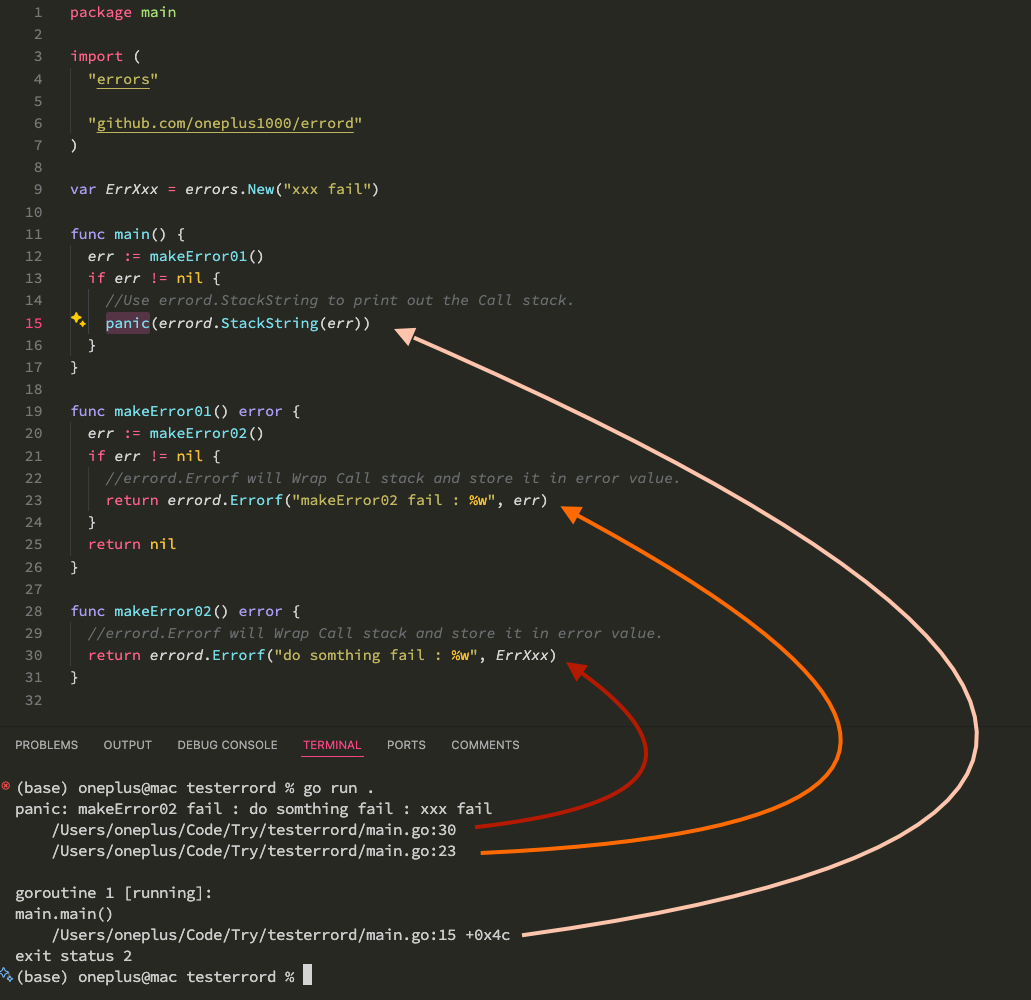 1 package main
2
3 import (
4 "errors"
5
6 "github.com/oneplus1000/errord"
7 )
8
9 var ErrXxx = errors.New("xxx fail")
10
11 func main() {
12 err := makeError01()
13 if err != nil {
14 //Use errord.StackString to print out the Call stack.
15 panic(errord.StackString(err))
16 }
17 }
18
19 func makeError01() error {
20 err := makeError02()
21 if err != nil {
22 //errord.Errorf will Wrap Call stack and store it in error value.
23 return errord.Errorf("makeError02 fail : %w", err)
24 }
25 return nil
26 }
27
28 func makeError02() error {
29 //errord.Errorf will Wrap Call stack and store it in error value.
30 return errord.Errorf("do somthing fail : %w", ErrXxx)
31 }
32
PROBLEMS OUTPUT DEBUG CONSOLE TERMINAL PORTS COMMENTS
(base) oneplus@mac testerrord % go run .
panic: makeError02 fail : do somthing fail : xxx fail
/Users/oneplus/Code/Try/testerrord/main.go:30
/Users/oneplus/Code/Try/testerrord/main.go:23
goroutine 1 [running]:
main.main()
/Users/oneplus/Code/Try/testerrord/main.go:15 +0x4c
exit status 2
(base) oneplus@mac testerrord %